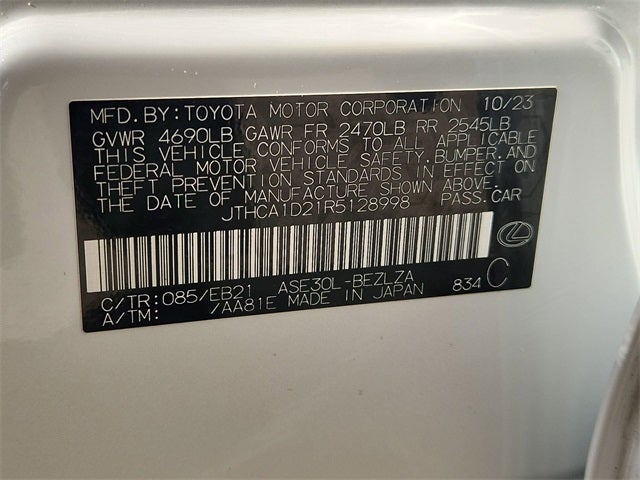 MFD. BY: TOYOTA MOTOR CORPORATION 10/23
GVWR 4690LB GAWR FR 2470LB RR 2545LB
THIS VEHICLE CONFORMS TO ALL APPLICABLE
FEDERAL MOTOR VEHICLE SAFETY, BUMPER, AND
THEFT PREVENTION STANDARDS IN EFFECT ON
THE DATE OF MANUFACTURE SHOWN ABOVE.
JTHCA1D21R5128998 PASS. CAR
C/TR: 085/EB21 ASE30L-BEZLZA 834 C
A/TM: /AA81E MADE IN JAPAN